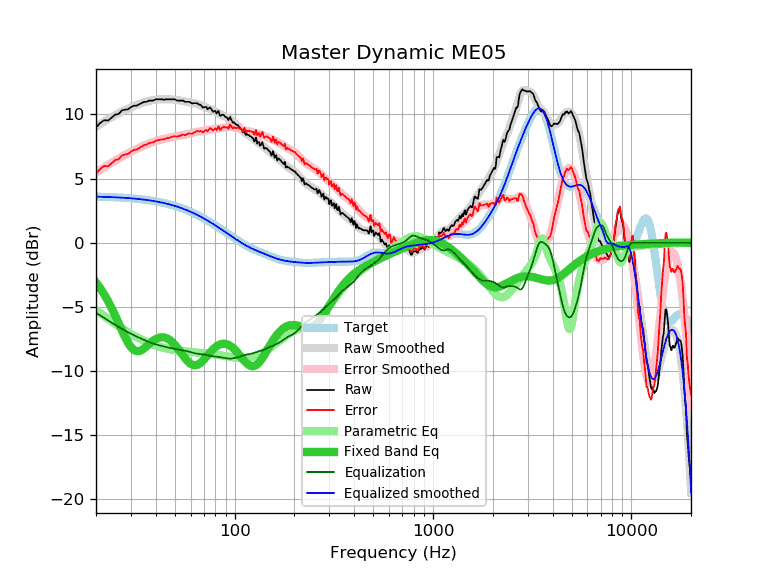 Master Dynamic ME05
Amplitude (dBr)
10
5
0
−5
−10
−15
−20
Target
Raw Smoothed
Error Smoothed
Raw
Error
Parametric Eq
Fixed Band Eq
Equalization
Equalized smoothed
100
1000
10000
Frequency (Hz)